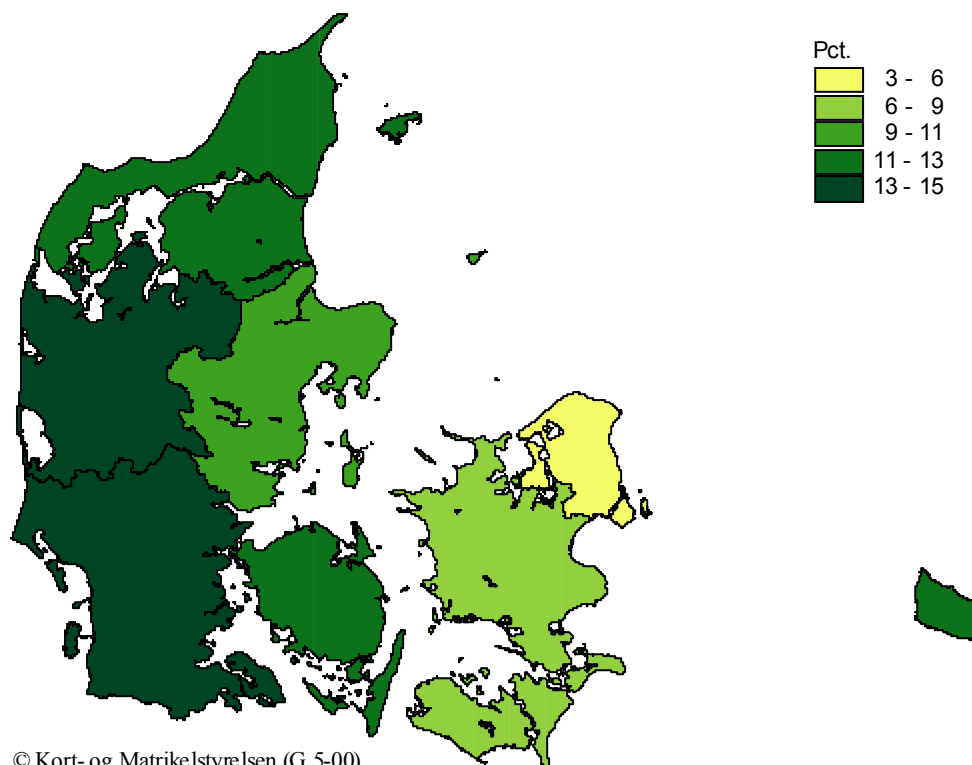 Pct.
3 - 6
6 - 9
9 - 11
11 - 13
13 - 15
© Kort- og Matrikelstyrelsen (G 5-00)